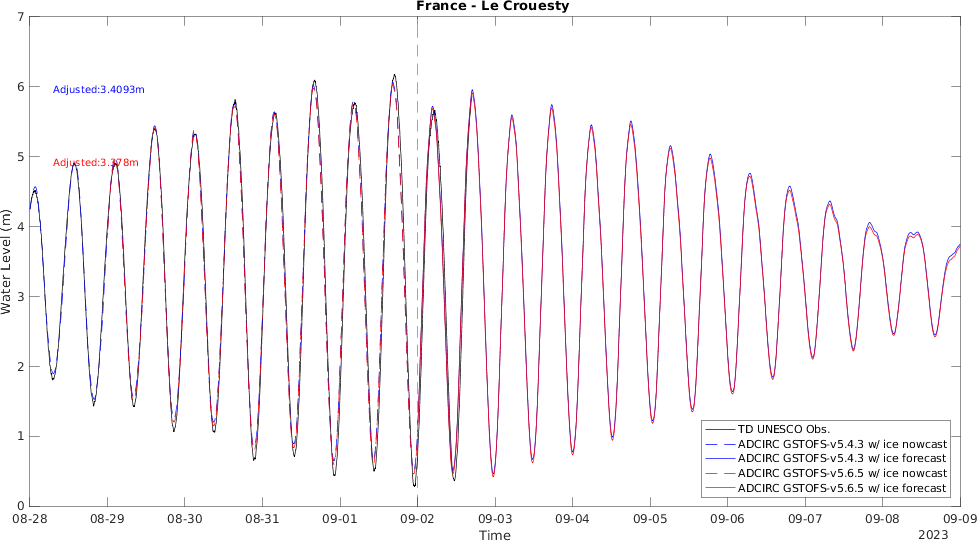 France - Le Crouesty
7
6
5
4
3
2
1
0
Water Level (m)
Adjusted:3.4093m
Adjusted:3.378m
TD UNESCO Obs.
ADCIRC GSTOFS-v5.4.3 w/ ice nowcast
ADCIRC GSTOFS-v5.4.3 w/ ice forecast
ADCIRC GSTOFS-v5.6.5 w/ ice nowcast
ADCIRC GSTOFS-v5.6.5 w/ ice forecast
08-28 08-29 08-30 08-31 09-01 09-02 09-03 09-04 09-05 09-06 09-07 09-08 09-09
Time
2023